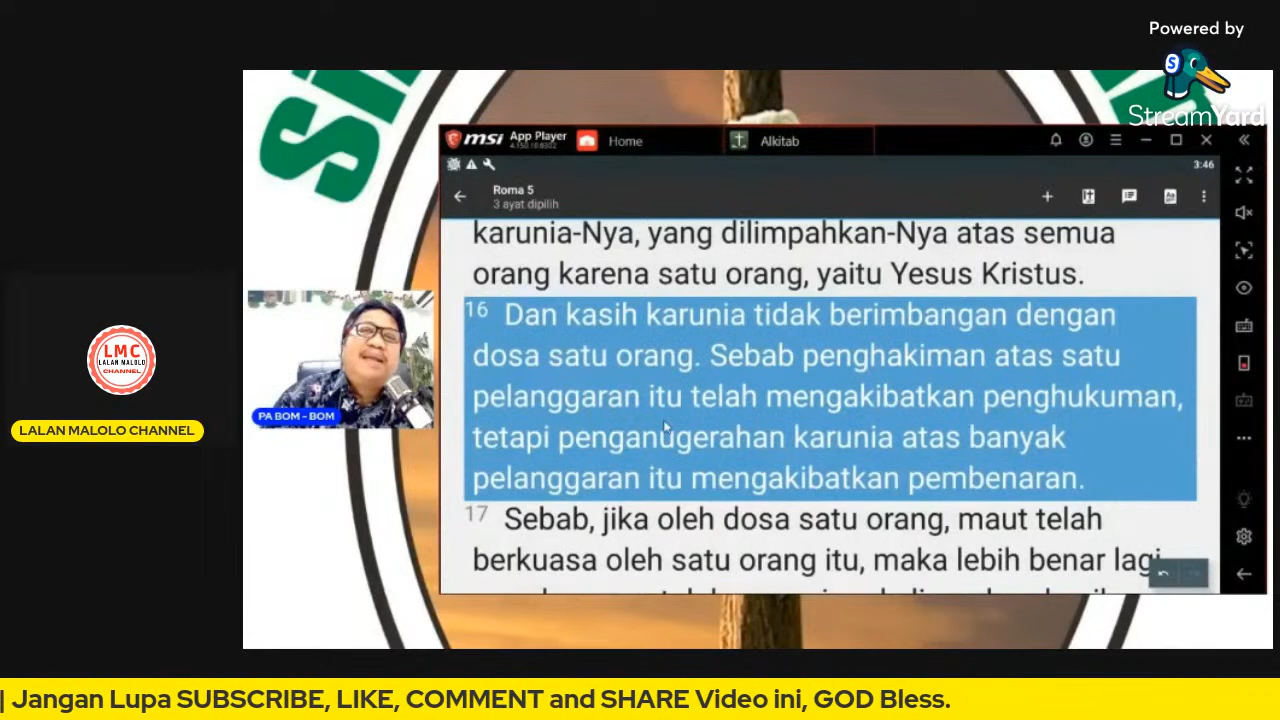 Powered by
StreamYard
msi App Player
Home
Alkitab
3:46
Roma 5
3 ayat dipilih
karunia-Nya, yang dilimpahkan-Nya atas semua
orang karena satu orang, yaitu Yesus Kristus.
16 Dan kasih karunia tidak berimbangan dengan
dosa satu orang. Sebab penghakiman atas satu
pelanggaran itu telah mengakibatkan penghukuman,
tetapi penganugerahan karunia atas banyak
pelanggaran itu mengakibatkan pembenaran.
17 Sebab, jika oleh dosa satu orang, maut telah
berkuasa oleh satu orang itu, maka lebih benar lagi
LMC
LALAN MALOLO
CHANNEL
LALAN MALOLO CHANNEL
PA BOM - BOM
| Jangan Lupa SUBSCRIBE, LIKE, COMMENT and SHARE Video ini, GOD Bless.